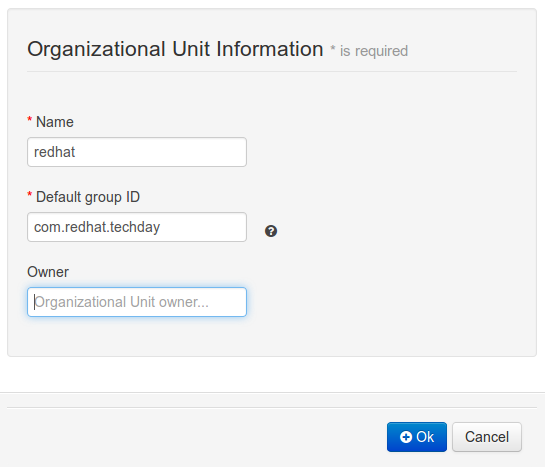 Organizational Unit Information * is required
* Name
redhat
* Default group ID
com.redhat.techday
Owner
Organizational Unit owner...
Ok Cancel